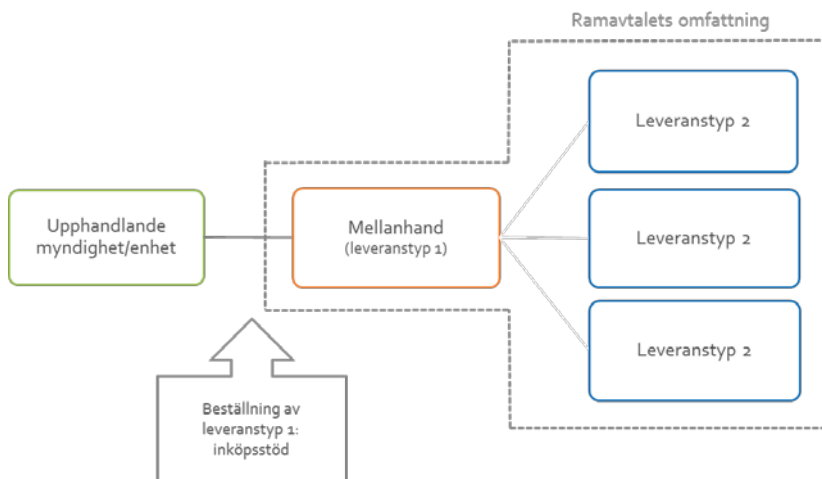 Ramavtalets omfattning
Leveranstyp 2
Upphandlande
myndighet/enhet
Mellanhand
(leveranstyp 1)
Leveranstyp 2
Leveranstyp 2
Beställning av
leveranstyp 1:
inköpsstöd